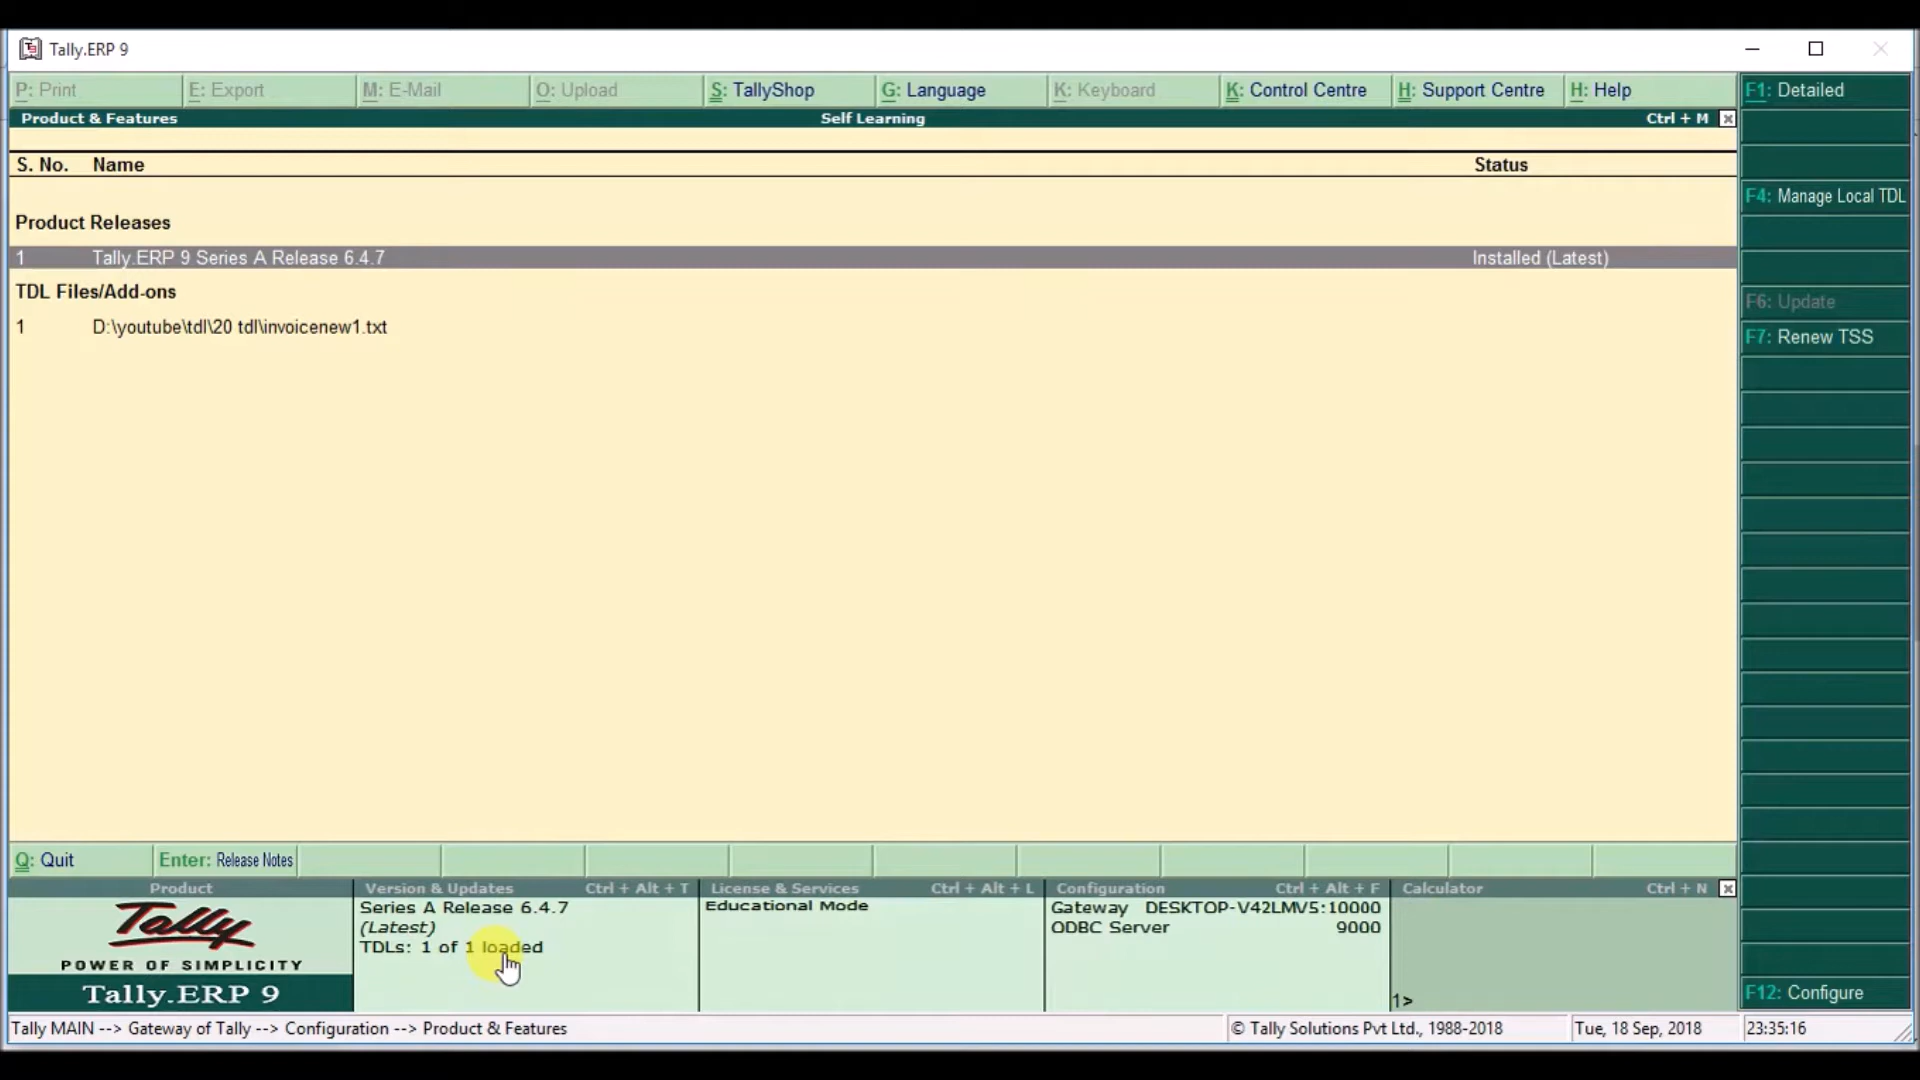 Tally.ERP 9
P: Print E: Export M: E-Mail O: Upload S: TallyShop G: Language K: Keyboard K: Control Centre H: Support Centre H: Help F1: Detailed
Product & Features Self Learning Ctrl + M
S. No. Name Status
F4: Manage Local TDL
Product Releases
1 Tally.ERP 9 Series A Release 6.4.7 Installed (Latest)
TDL Files/Add-ons
F6: Update
1 D:\youtube\tdl\20 tdl\invoicenew1.txt
F7: Renew TSS
Q: Quit Enter: Release Notes
Product Version & Updates Ctrl + Alt + T License & Services Ctrl + Alt + L Configuration Ctrl + Alt + F Calculator Ctrl + N
Series A Release 6.4.7 Educational Mode Gateway DESKTOP-V42LMV5:10000
(Latest) ODBC Server 9000
TDLs: 1 of 1 loaded
Tally
POWER OF SIMPLICITY
Tally.ERP 9
1>
F12: Configure
Tally MAIN --> Gateway of Tally --> Configuration --> Product & Features © Tally Solutions Pvt Ltd., 1988-2018 Tue, 18 Sep, 2018 23:35:16